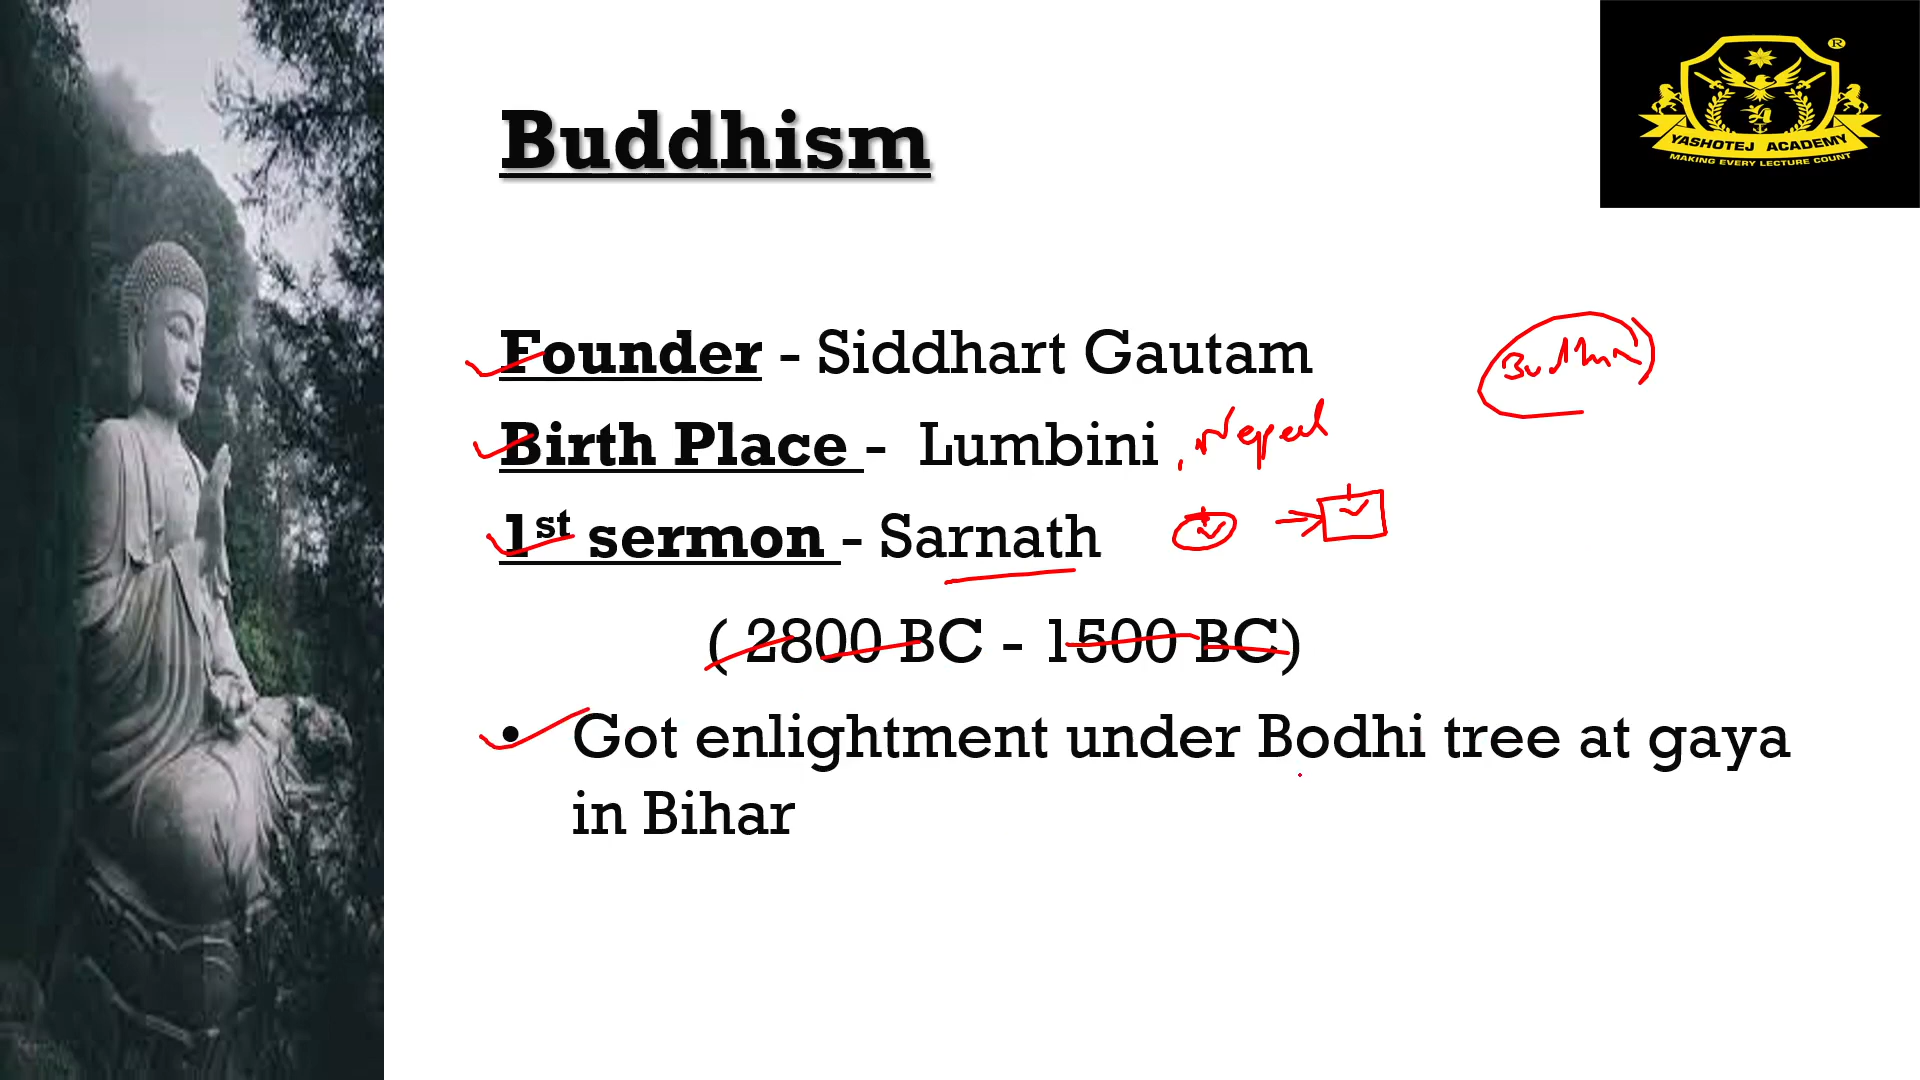 Buddhism
®
YASHOTEJ ACADEMY
MAKING EVERY LECTURE COUNT
Founder - Siddhart Gautam
Birth Place - Lumbini , Nepal
1st sermon - Sarnath
( 2800 BC - 1500 BC)
• Got enlightment under Bodhi tree at gaya
in Bihar